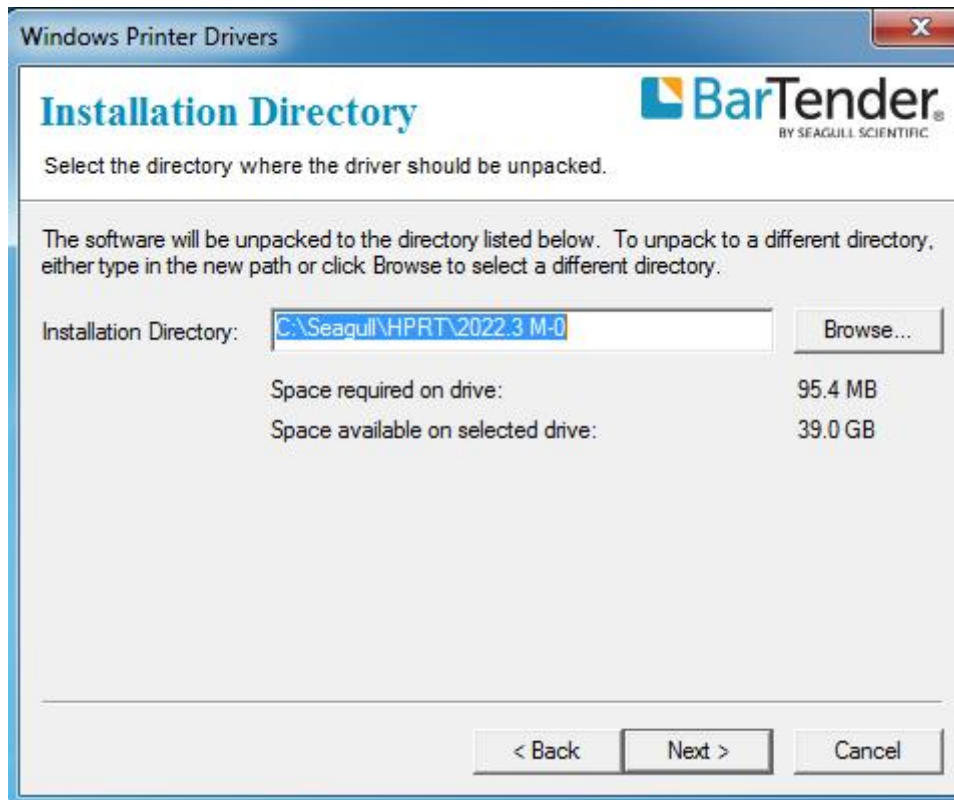 Windows Printer Drivers
Installation Directory
BarTender®
BY SEAGULL SCIENTIFIC
Select the directory where the driver should be unpacked.
The software will be unpacked to the directory listed below.  To unpack to a different directory,
either type in the new path or click Browse to select a different directory.
Installation Directory: C:\Seagull\HPRT\2022.3 M-0 Browse...
Space required on drive: 95.4 MB
Space available on selected drive: 39.0 GB
< Back Next > Cancel